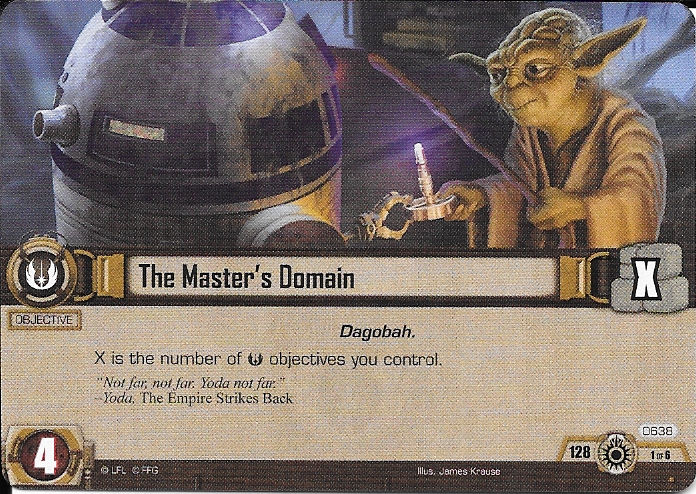 The Master's Domain
X
OBJECTIVE
Dagobah.
X is the number of objectives you control.
"Not far, not far. Yoda not far."
–Yoda, The Empire Strikes Back
0638
4
128
1 OF 6
© LFL © FFG
Illus. James Krause